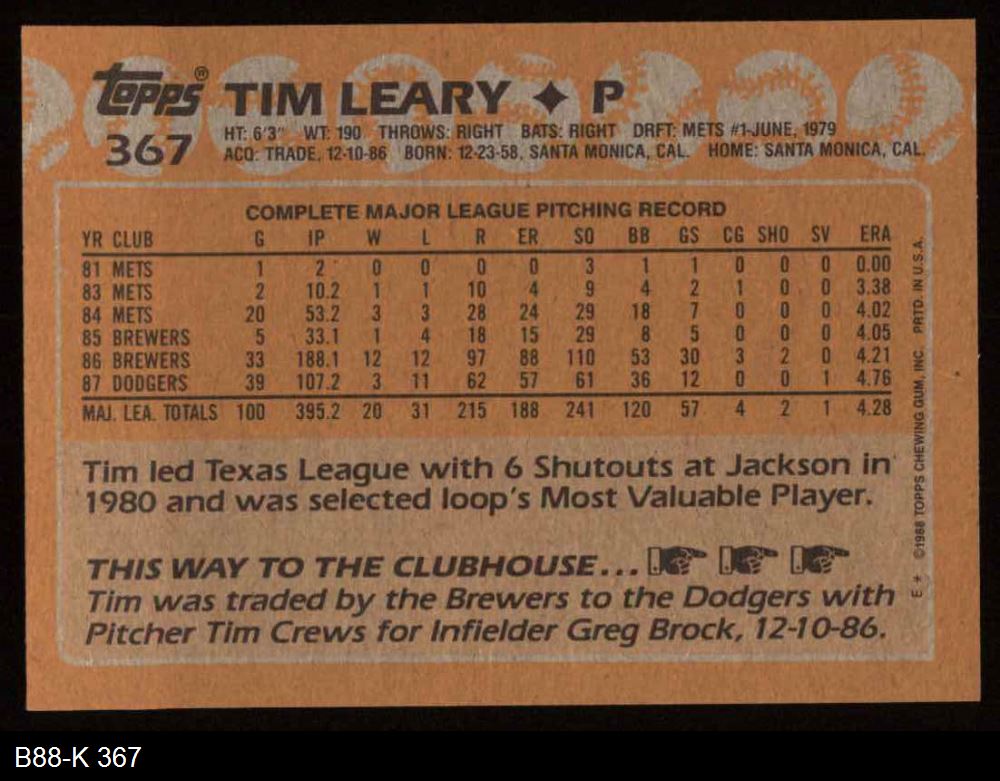 Topps® TIM LEARY ✦ P
367 HT: 6'3" WT: 190 THROWS: RIGHT BATS: RIGHT DRFT: METS #1-JUNE, 1979
ACQ: TRADE, 12-10-86 BORN: 12-23-58, SANTA MONICA, CAL. HOME: SANTA MONICA, CAL.
COMPLETE MAJOR LEAGUE PITCHING RECORD
YR CLUB G IP W L R ER SO BB GS CG SHO SV ERA
81 METS 1 2 0 0 0 0 3 1 1 0 0 0 0.00
83 METS 2 10.2 1 1 10 4 9 4 2 1 0 0 3.38
84 METS 20 53.2 3 3 28 24 29 18 7 0 0 0 4.02
85 BREWERS 5 33.1 1 4 18 15 29 8 5 0 0 0 4.05
86 BREWERS 33 188.1 12 12 97 88 110 53 30 3 2 0 4.21
87 DODGERS 39 107.2 3 11 62 57 61 36 12 0 0 1 4.76
MAJ. LEA. TOTALS 100 395.2 20 31 215 188 241 120 57 4 2 1 4.28
Tim led Texas League with 6 Shutouts at Jackson in
1980 and was selected loop's Most Valuable Player.
THIS WAY TO THE CLUBHOUSE...
Tim was traded by the Brewers to the Dodgers with
Pitcher Tim Crews for Infielder Greg Brock, 12-10-86.
E * ©1988 TOPPS CHEWING GUM, INC. PRTD. IN U.S.A.
B88-K 367